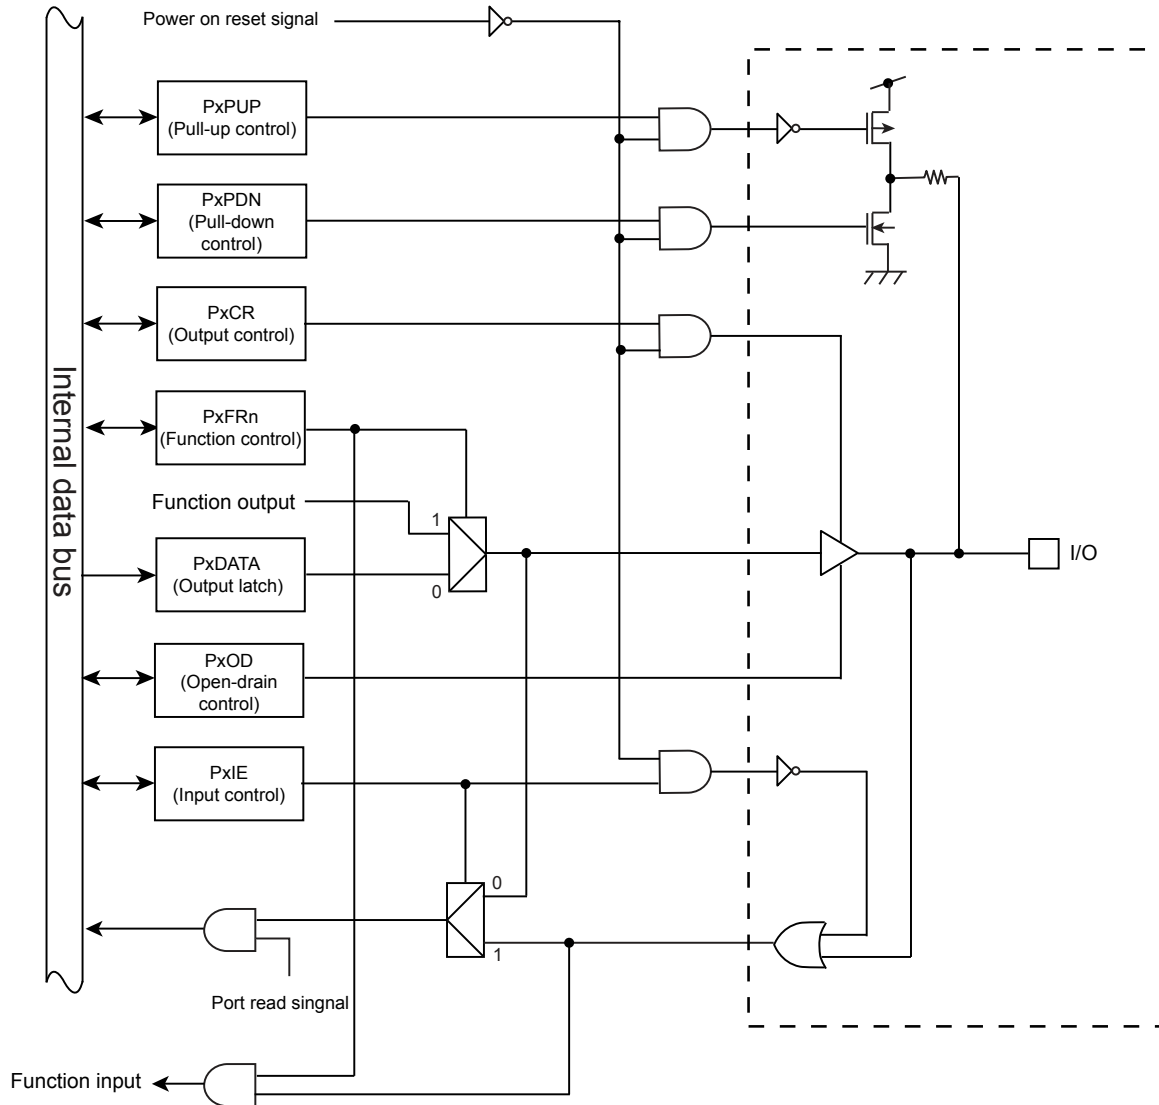 Power on reset signal
PxPUP
(Pull-up control)
PxPDN
(Pull-down
control)
PxCR
(Output control)
Internal data bus
PxFRn
(Function control)
Function output
1
0
PxDATA
(Output latch)
I/O
PxOD
(Open-drain
control)
PxIE
(Input control)
0
1
Port read singnal
Function input